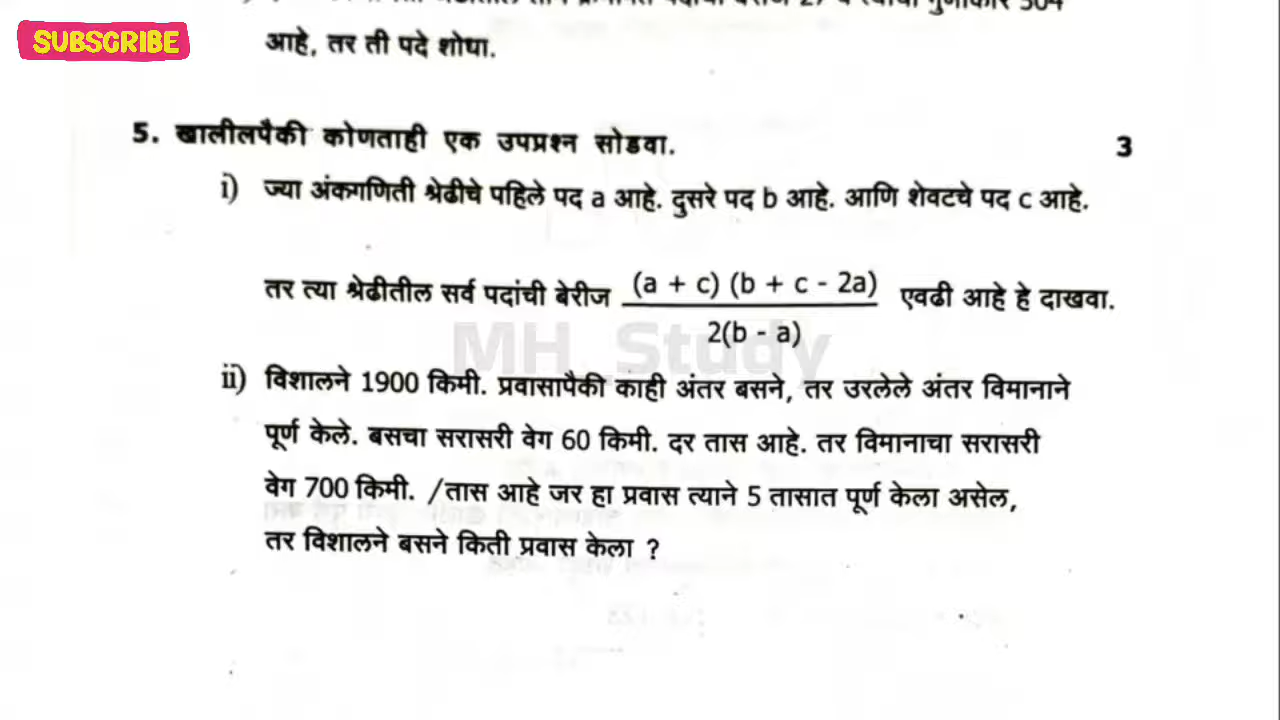 SUBSCRIBE
27 व त्यांचा गुणाकार 504
आहे, तर ती पदे शोधा.
5. खालीलपैकी कोणताही एक उपप्रश्न सोडवा. 3
i) ज्या अंकगणिती श्रेढीचे पहिले पद a आहे. दुसरे पद b आहे. आणि शेवटचे पद c आहे.
तर त्या श्रेढीतील सर्व पदांची बेरीज (a + c) (b + c - 2a) / 2(b - a) एवढी आहे हे दाखवा.
MH_Study
ii) विशालने 1900 किमी. प्रवासापैकी काही अंतर बसने, तर उरलेले अंतर विमानाने
पूर्ण केले. बसचा सरासरी वेग 60 किमी. दर तास आहे. तर विमानाचा सरासरी
वेग 700 किमी. /तास आहे जर हा प्रवास त्याने 5 तासात पूर्ण केला असेल,
तर विशालने बसने किती प्रवास केला ?